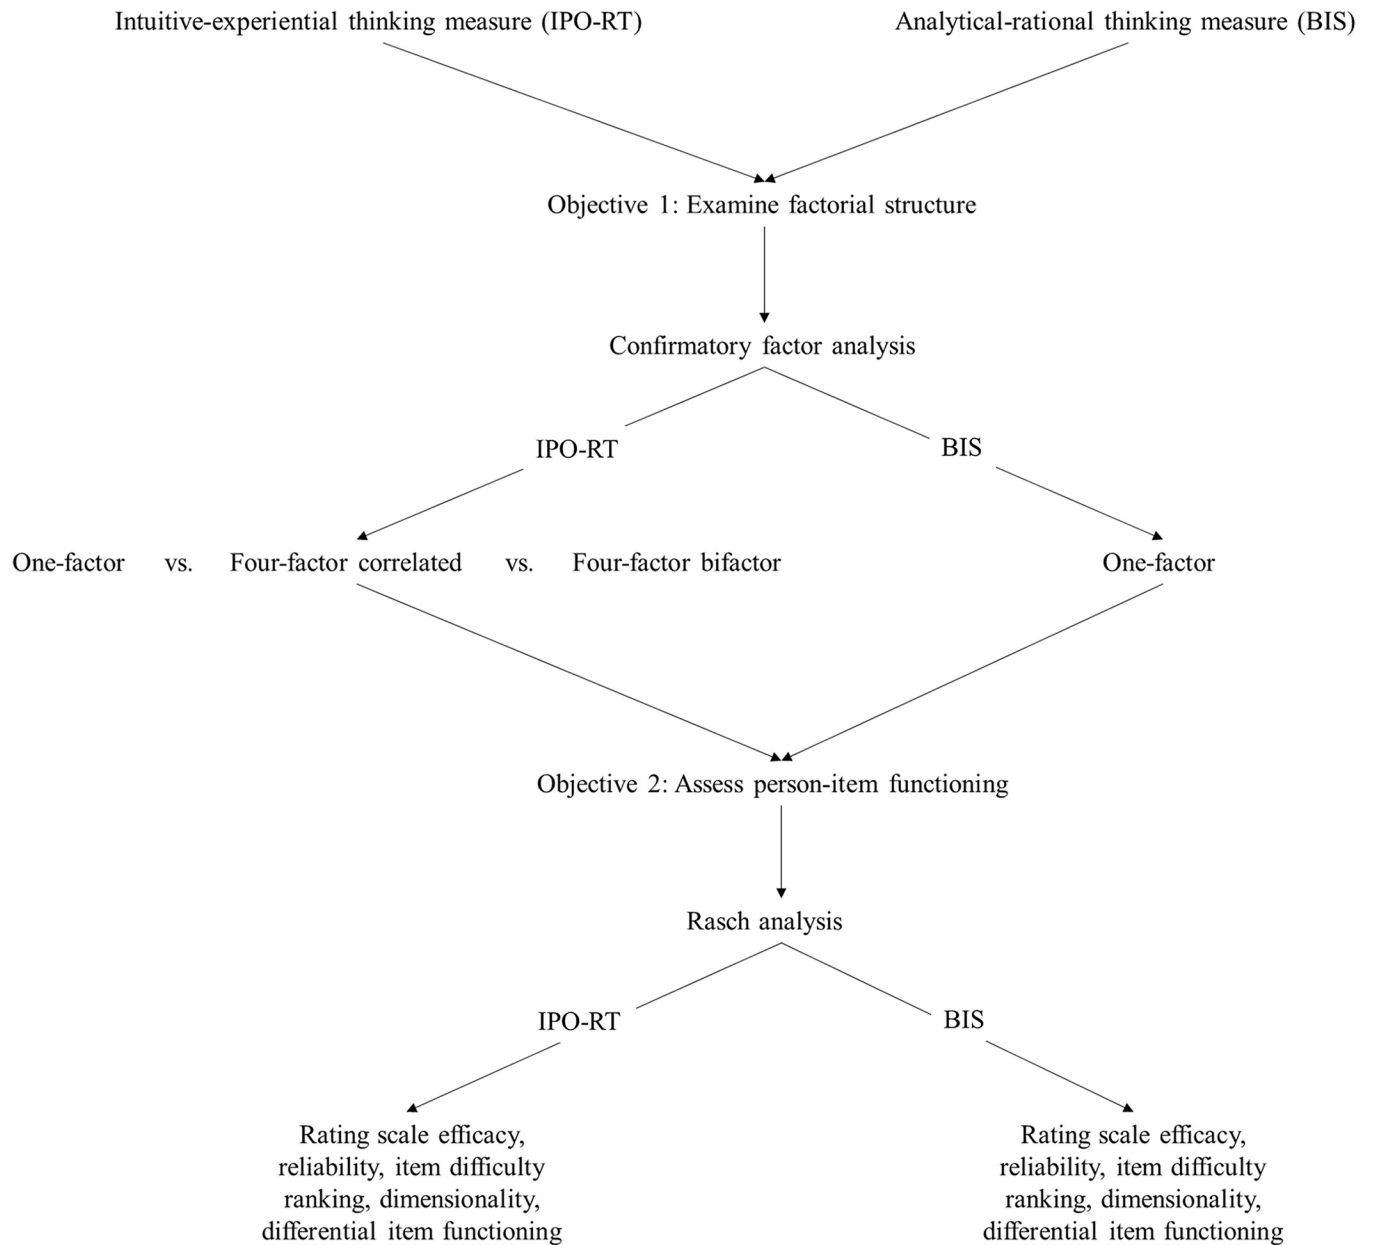 Intuitive-experiential thinking measure (IPO-RT)
Analytical-rational thinking measure (BIS)
Objective 1: Examine factorial structure
Confirmatory factor analysis
IPO-RT
BIS
One-factor vs. Four-factor correlated vs. Four-factor bifactor
One-factor
Objective 2: Assess person-item functioning
Rasch analysis
IPO-RT
BIS
Rating scale efficacy,
reliability, item difficulty
ranking, dimensionality,
differential item functioning
Rating scale efficacy,
reliability, item difficulty
ranking, dimensionality,
differential item functioning